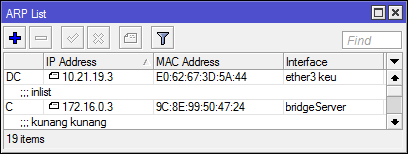 ARP List
Find
IP Address MAC Address Interface
DC 10.21.19.3 E0:62:67:3D:5A:44 ether3 keu
;;; inlist
C 172.16.0.3 9C:8E:99:50:47:24 bridgeServer
;;; kunang kunang
19 items